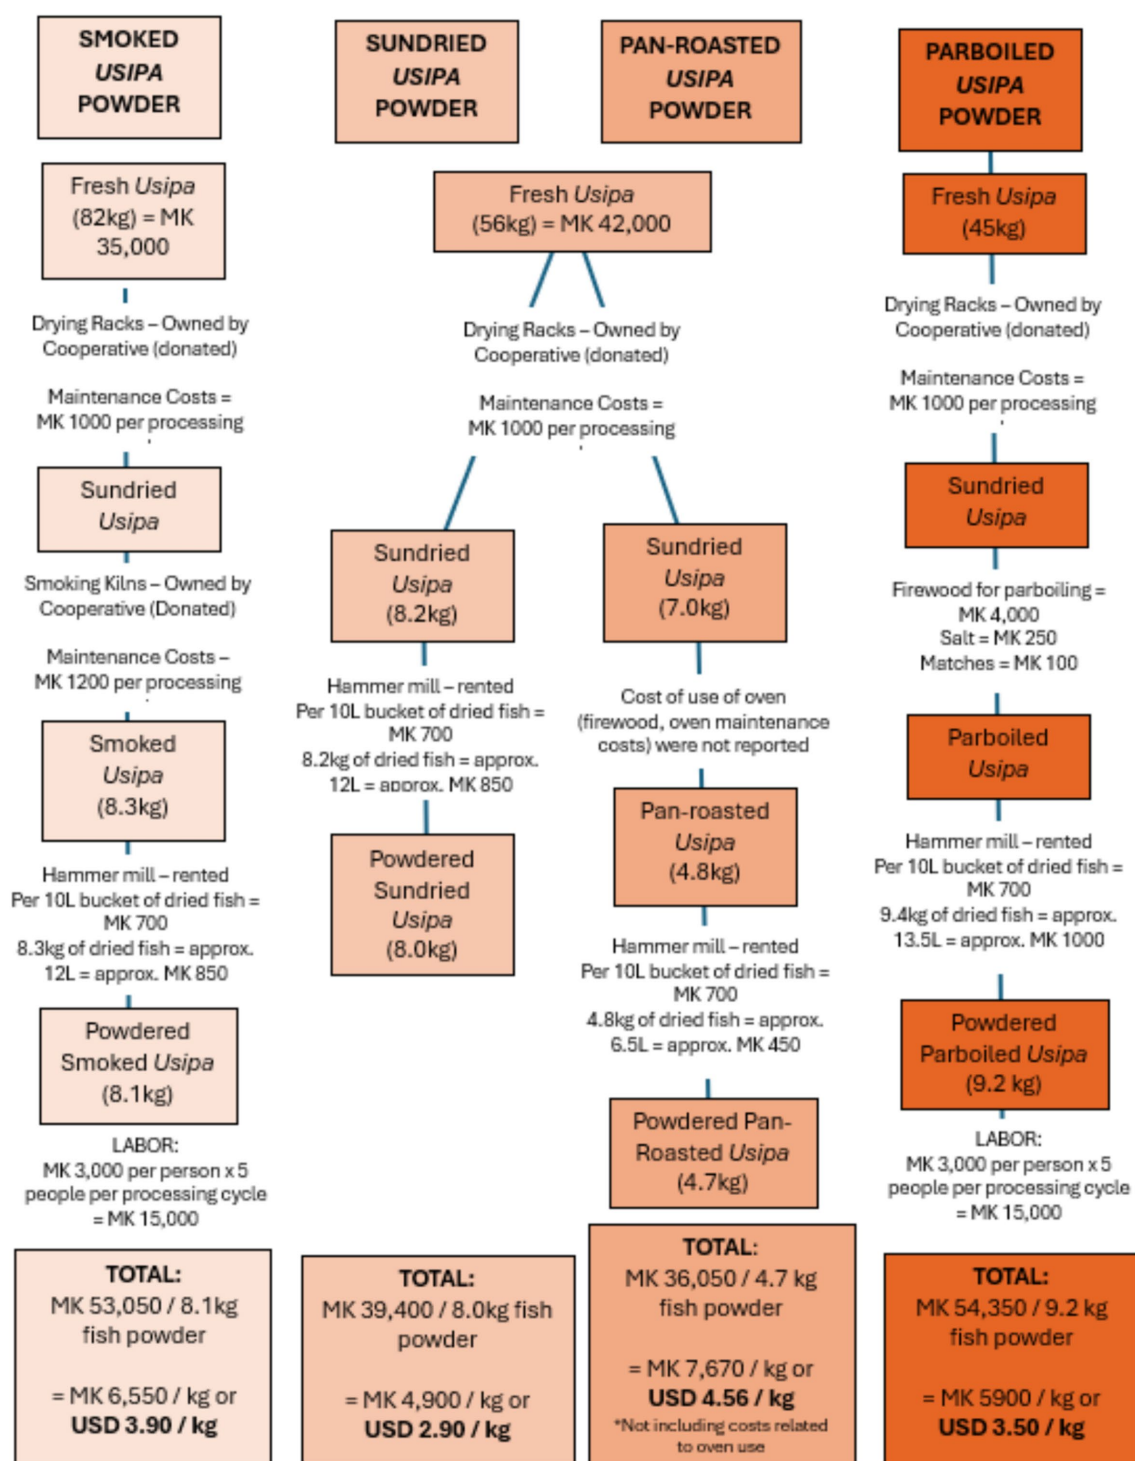 SMOKED
USIPA
POWDER
Fresh Usipa
(82kg) = MK
35,000
Drying Racks – Owned by
Cooperative (donated)
Maintenance Costs =
MK 1000 per processing
Sundried
Usipa
Smoking Kilns – Owned by
Cooperative (Donated)
Maintenance Costs –
MK 1200 per processing
Smoked
Usipa
(8.3kg)
Hammer mill – rented
Per 10L bucket of dried fish =
MK 700
8.3kg of dried fish = approx.
12L = approx. MK 850
Powdered
Smoked Usipa
(8.1kg)
LABOR:
MK 3,000 per person x 5
people per processing cycle
= MK 15,000
TOTAL:
MK 53,050 / 8.1kg
fish powder
= MK 6,550 / kg or
USD 3.90 / kg
SUNDRIED
USIPA
POWDER
PAN-ROASTED
USIPA
POWDER
Fresh Usipa
(56kg) = MK 42,000
Drying Racks – Owned by
Cooperative (donated)
Maintenance Costs =
MK 1000 per processing
Sundried
Usipa
(8.2kg)
Hammer mill – rented
Per 10L bucket of dried fish =
MK 700
8.2kg of dried fish = approx.
12L = approx. MK 850
Powdered
Sundried
Usipa
(8.0kg)
TOTAL:
MK 39,400 / 8.0kg fish
powder
= MK 4,900 / kg or
USD 2.90 / kg
Sundried
Usipa
(7.0kg)
Cost of use of oven
(firewood, oven maintenance
costs) were not reported
Pan-roasted
Usipa
(4.8kg)
Hammer mill – rented
Per 10L bucket of dried fish =
MK 700
4.8kg of dried fish = approx.
6.5L = approx. MK 450
Powdered Pan-
Roasted Usipa
(4.7kg)
TOTAL:
MK 36,050 / 4.7 kg
fish powder
= MK 7,670 / kg or
USD 4.56 / kg
*Not including costs related
to oven use
PARBOILED
USIPA
POWDER
Fresh Usipa
(45kg)
Drying Racks – Owned by
Cooperative (donated)
Maintenance Costs =
MK 1000 per processing
Sundried
Usipa
Firewood for parboiling =
MK 4,000
Salt = MK 250
Matches = MK 100
Parboiled
Usipa
Hammer mill – rented
Per 10L bucket of dried fish =
MK 700
9.4kg of dried fish = approx.
13.5L = approx. MK 1000
Powdered
Parboiled Usipa
(9.2 kg)
LABOR:
MK 3,000 per person x 5
people per processing cycle
= MK 15,000
TOTAL:
MK 54,350 / 9.2 kg
fish powder
= MK 5900 / kg or
USD 3.50 / kg